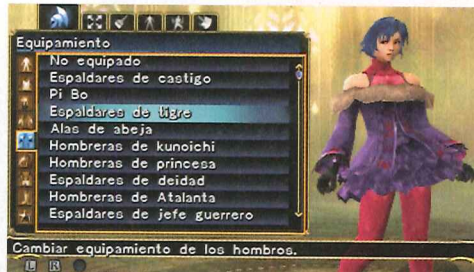 Equipamiento
No equipado
Espaldares de castigo
Pi Bo
Espaldares de tigre
Alas de abeja
Hombreras de kunoichi
Hombreras de princesa
Espaldares de deidad
Hombreras de Atalanta
Espaldares de jefe guerrero
Cambiar equipamiento de los hombros.
L R